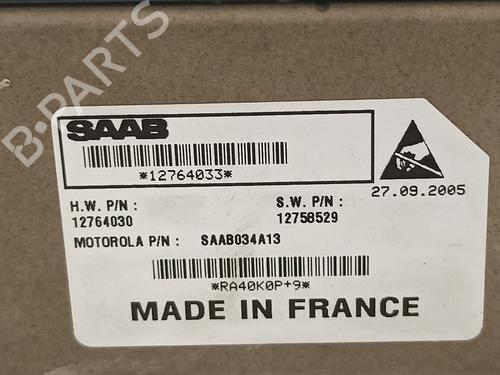 B-PARTS
SAAB
*12764033*
27.09.2005
H.W. P/N :
12764030
S.W. P/N :
12758529
MOTOROLA P/N : SAAB034A13
*RA40K0P+9*
MADE IN FRANCE